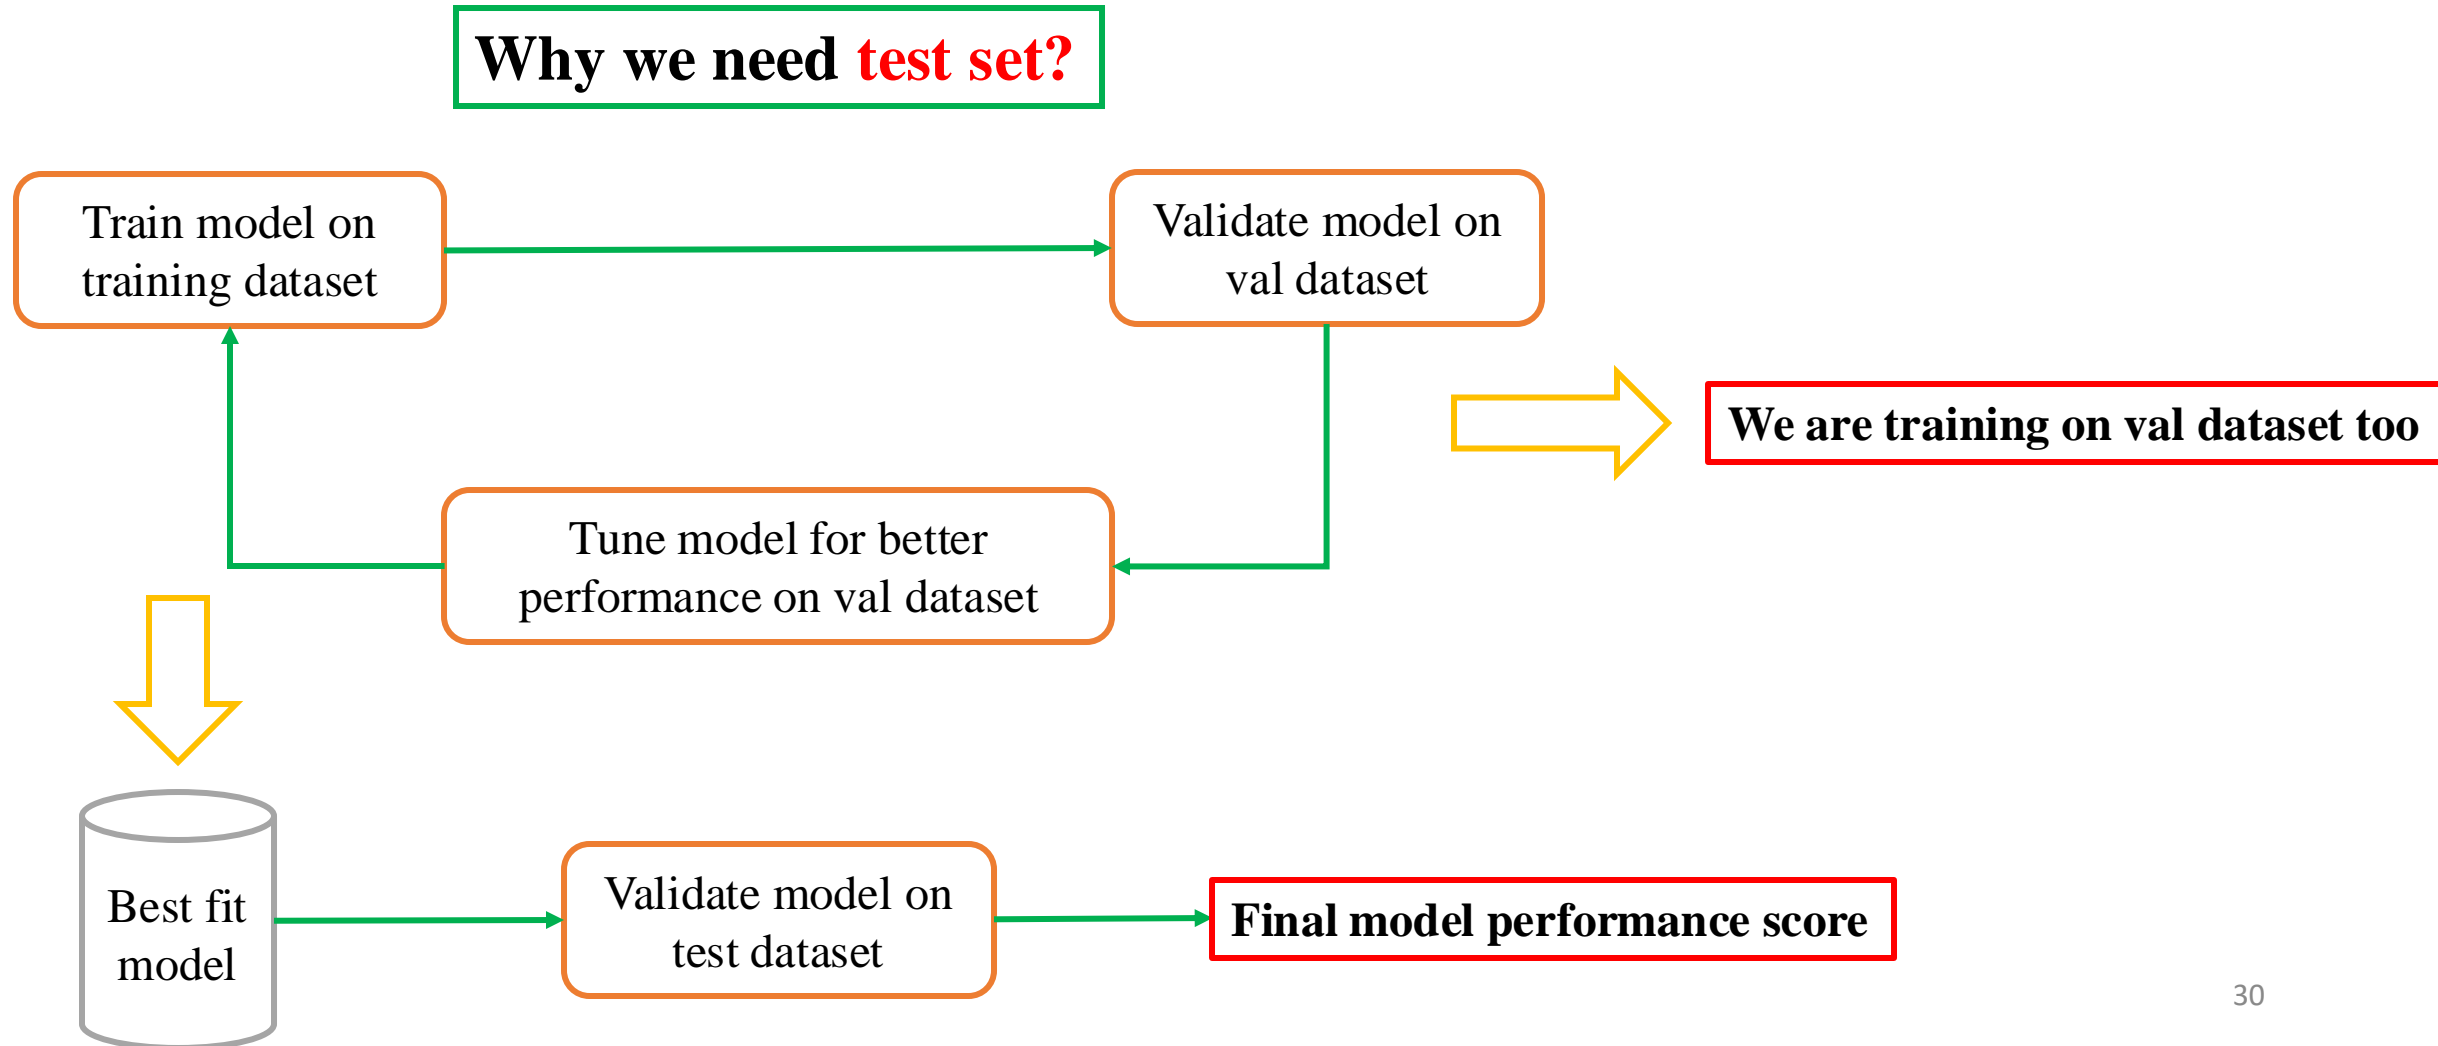 Why we need test set?
Train model on
training dataset
Validate model on
val dataset
We are training on val dataset too
Tune model for better
performance on val dataset
Best fit
model
Validate model on
test dataset
Final model performance score
30